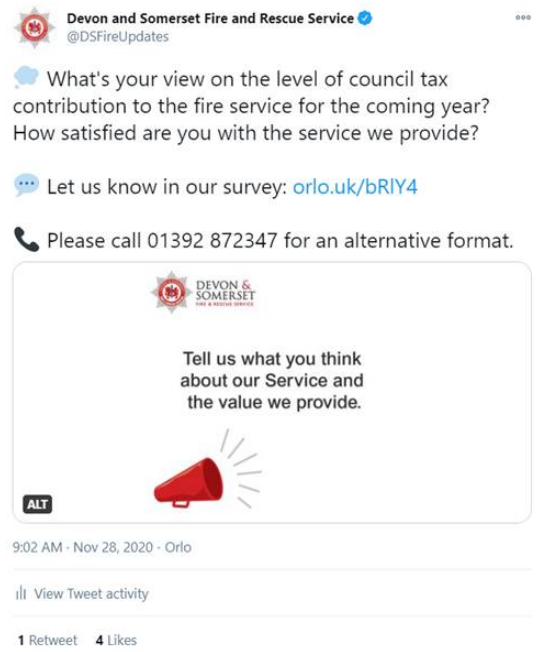 Devon and Somerset Fire and Rescue Service
@DSFireUpdates
What's your view on the level of council tax
contribution to the fire service for the coming year?
How satisfied are you with the service we provide?
Let us know in our survey: orlo.uk/bRlY4
Please call 01392 872347 for an alternative format.
DEVON &
SOMERSET
FIRE & RESCUE SERVICE
Tell us what you think
about our Service and
the value we provide.
ALT
9:02 AM · Nov 28, 2020 · Orlo
View Tweet activity
1 Retweet 4 Likes